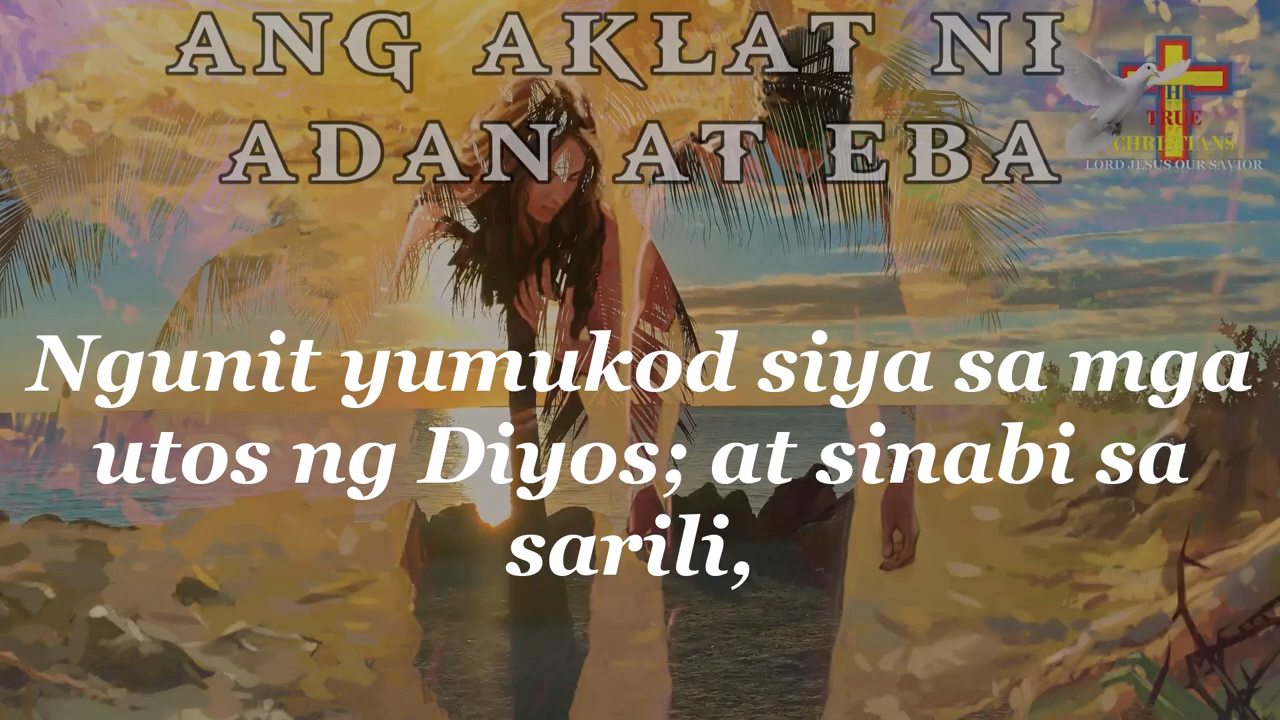 ANG AKLAT NI
ADAN AT EBA
THE
TRUE
CHRISTIANS
LORD JESUS OUR SAVIOR
Ngunit yumukod siya sa mga
utos ng Diyos; at sinabi sa
sarili,